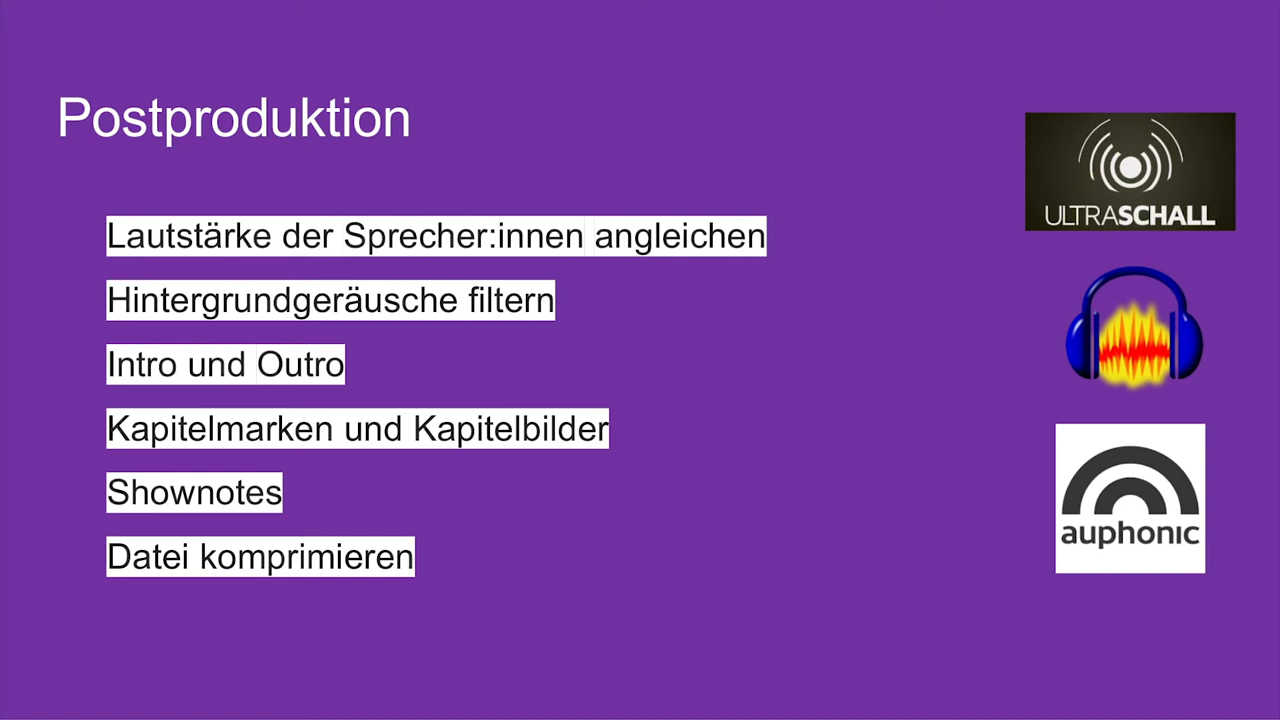 Postproduktion
Lautstärke der Sprecher:innen angleichen
Hintergrundgeräusche filtern
Intro und Outro
Kapitelmarken und Kapitelbilder
Shownotes
Datei komprimieren
ULTRASCHALL
auphonic